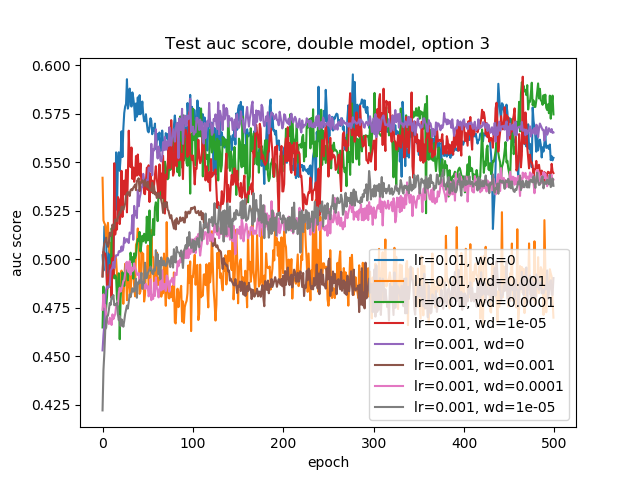 Test auc score, double model, option 3
0.600
0.575
0.550
0.525
0.500
0.475
0.450
0.425
auc score
lr=0.01, wd=0
lr=0.01, wd=0.001
lr=0.01, wd=0.0001
lr=0.01, wd=1e-05
lr=0.001, wd=0
lr=0.001, wd=0.001
lr=0.001, wd=0.0001
lr=0.001, wd=1e-05
0 100 200 300 400 500
epoch